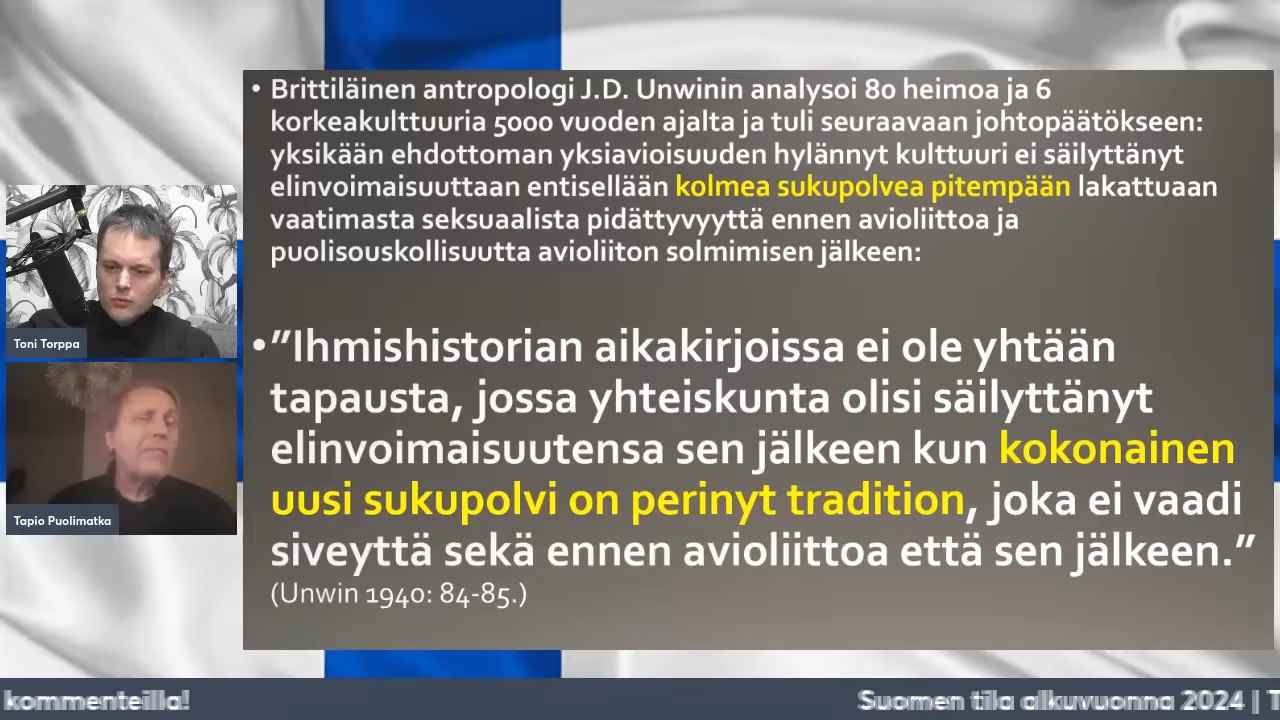 • Brittiläinen antropologi J.D. Unwinin analysoi 80 heimoa ja 6
korkeakulttuuria 5000 vuoden ajalta ja tuli seuraavaan johtopäätökseen:
yksikään ehdottoman yksiavioisuuden hylännyt kulttuuri ei säilyttänyt
elinvoimaisuuttaan entisellään kolmea sukupolvea pitempään lakattuaan
vaatimasta seksuaalista pidättyvyyttä ennen avioliittoa ja
puolisouskollisuutta avioliiton solmimisen jälkeen:
•”Ihmishistorian aikakirjoissa ei ole yhtään
tapausta, jossa yhteiskunta olisi säilyttänyt
elinvoimaisuutensa sen jälkeen kun kokonainen
uusi sukupolvi on perinyt tradition, joka ei vaadi
siveyttä sekä ennen avioliittoa että sen jälkeen.”
(Unwin 1940: 84-85.)
Toni Torppa
Tapio Puolimatka
kommenteilla!
Suomen tila alkuvuonna 2024 | T